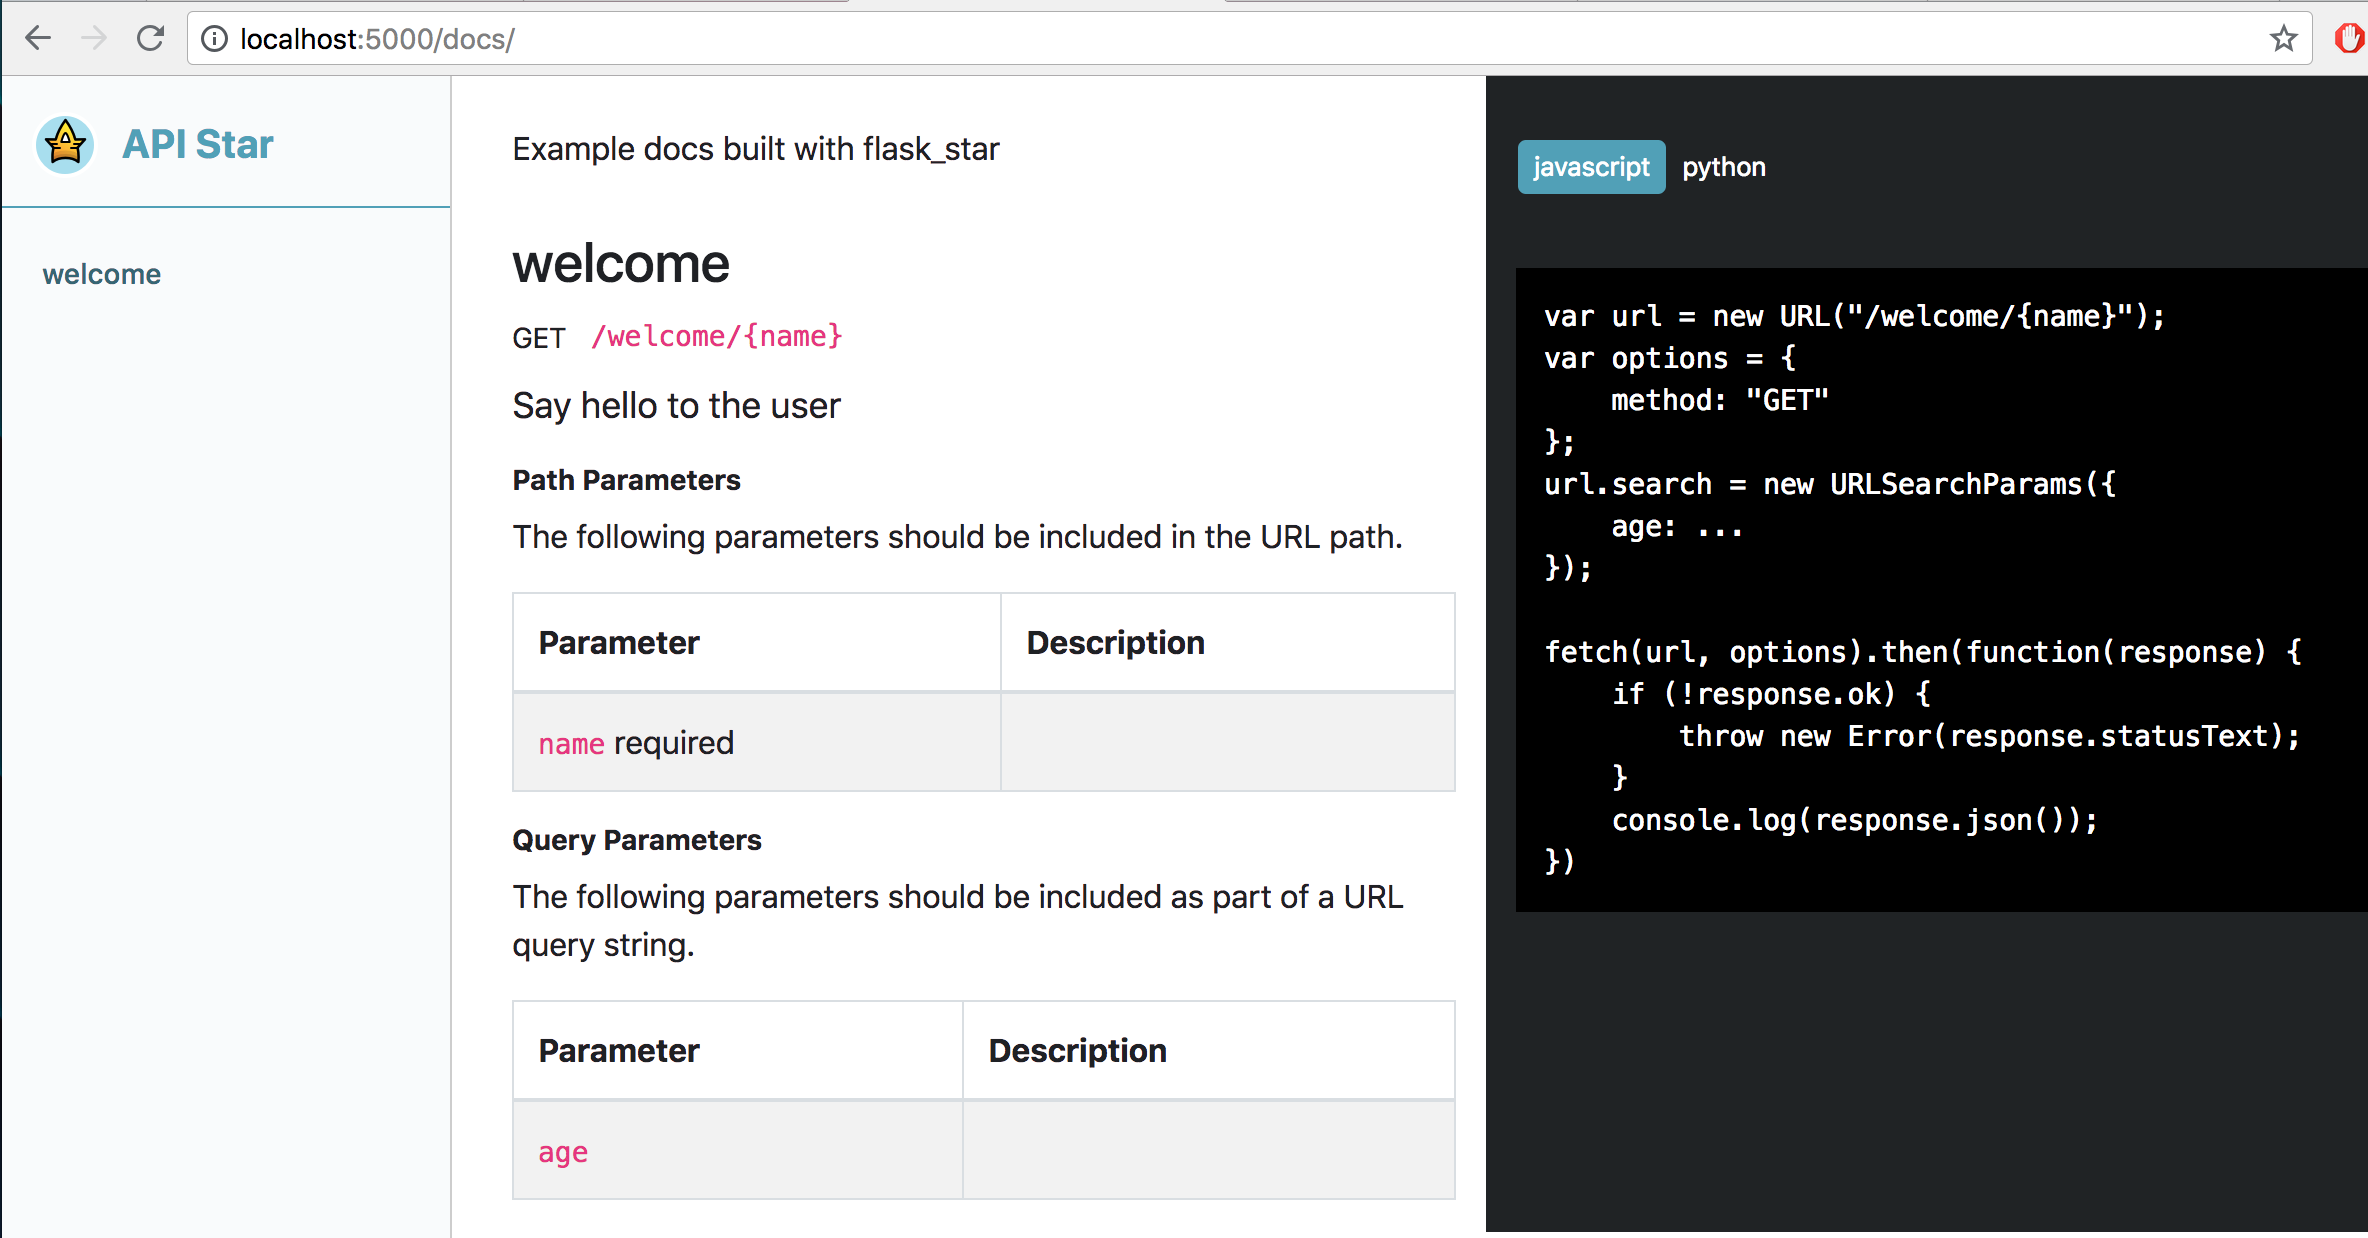 localhost:5000/docs/
API Star
welcome
Example docs built with flask_star
welcome
GET /welcome/{name}
Say hello to the user
Path Parameters
The following parameters should be included in the URL path.
Parameter Description
name required
Query Parameters
The following parameters should be included as part of a URL
query string.
Parameter Description
age
javascript python
var url = new URL("/welcome/{name}");
var options = {
    method: "GET"
};
url.search = new URLSearchParams({
    age: ...
});

fetch(url, options).then(function(response) {
    if (!response.ok) {
        throw new Error(response.statusText);
    }
    console.log(response.json());
})